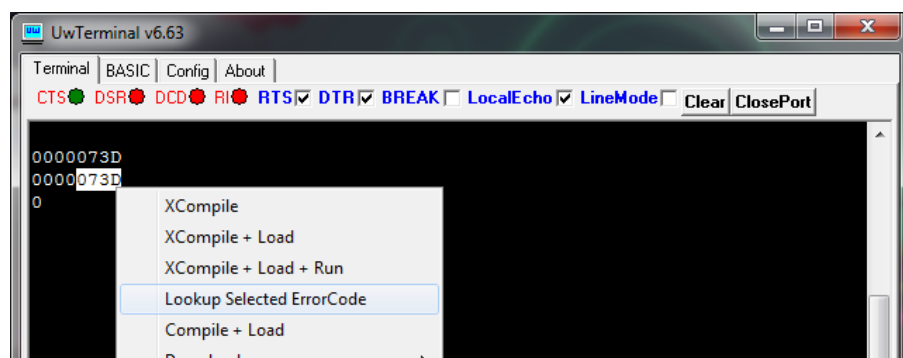 UwTerminal v6.63
Terminal BASIC Config About
CTS DSR DCD RI RTS DTR BREAK LocalEcho LineMode Clear ClosePort
0000073D
0000073D
0
XCompile
XCompile + Load
XCompile + Load + Run
Lookup Selected ErrorCode
Compile + Load